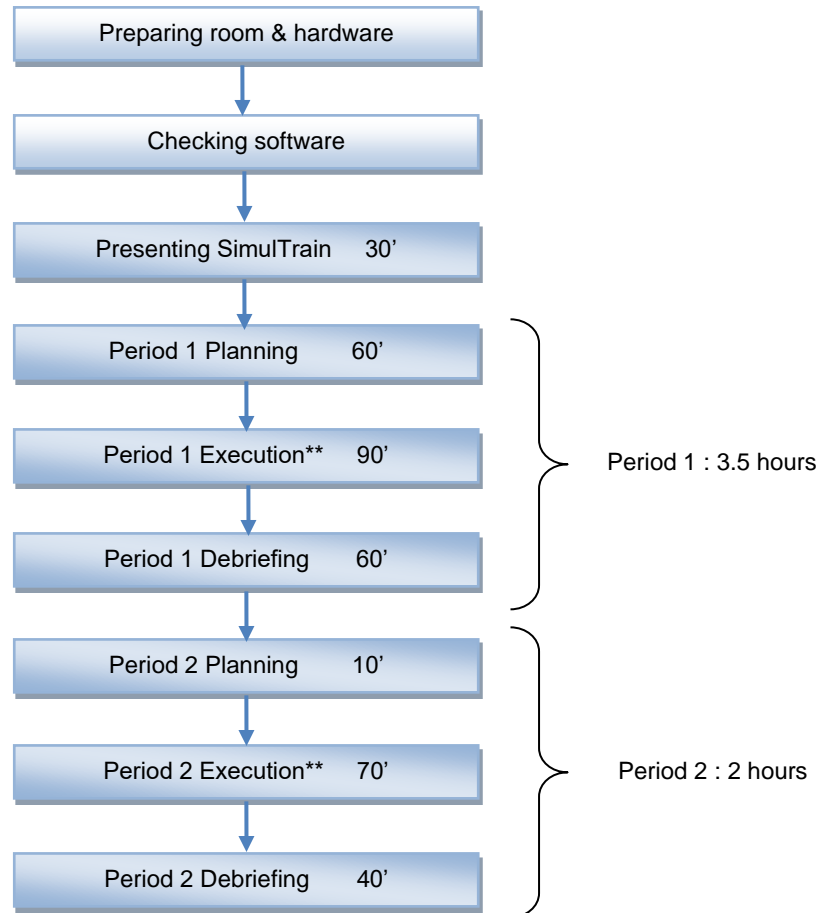 Preparing room & hardware
Checking software
Presenting SimulTrain 30’
Period 1 Planning 60’
Period 1 Execution** 90’
Period 1 : 3.5 hours
Period 1 Debriefing 60’
Period 2 Planning 10’
Period 2 Execution** 70’
Period 2 : 2 hours
Period 2 Debriefing 40’